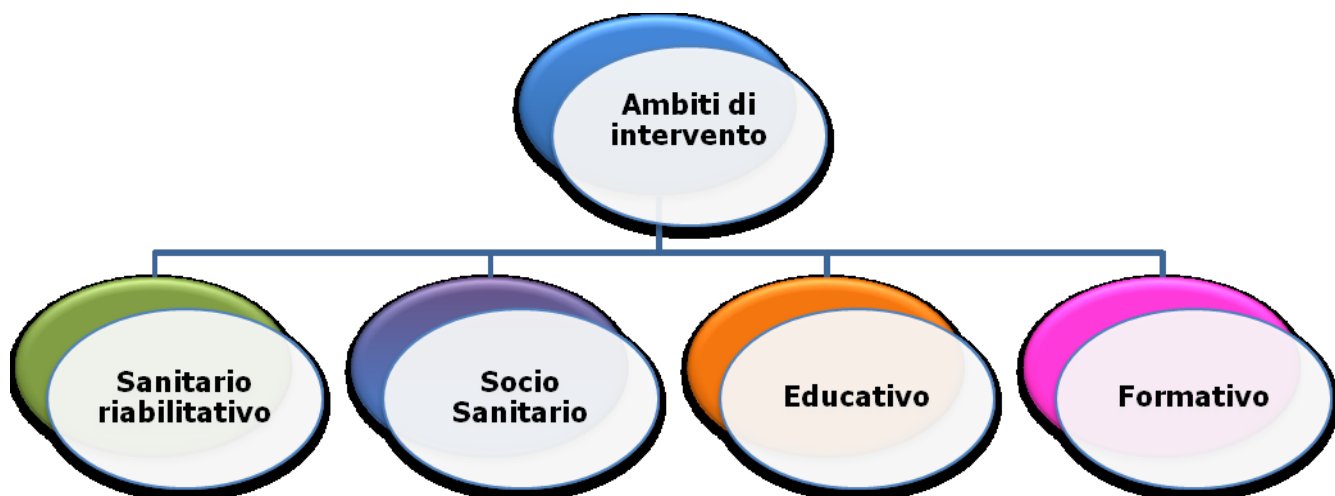 Ambiti di
intervento
Sanitario
riabilitativo
Socio
Sanitario
Educativo
Formativo